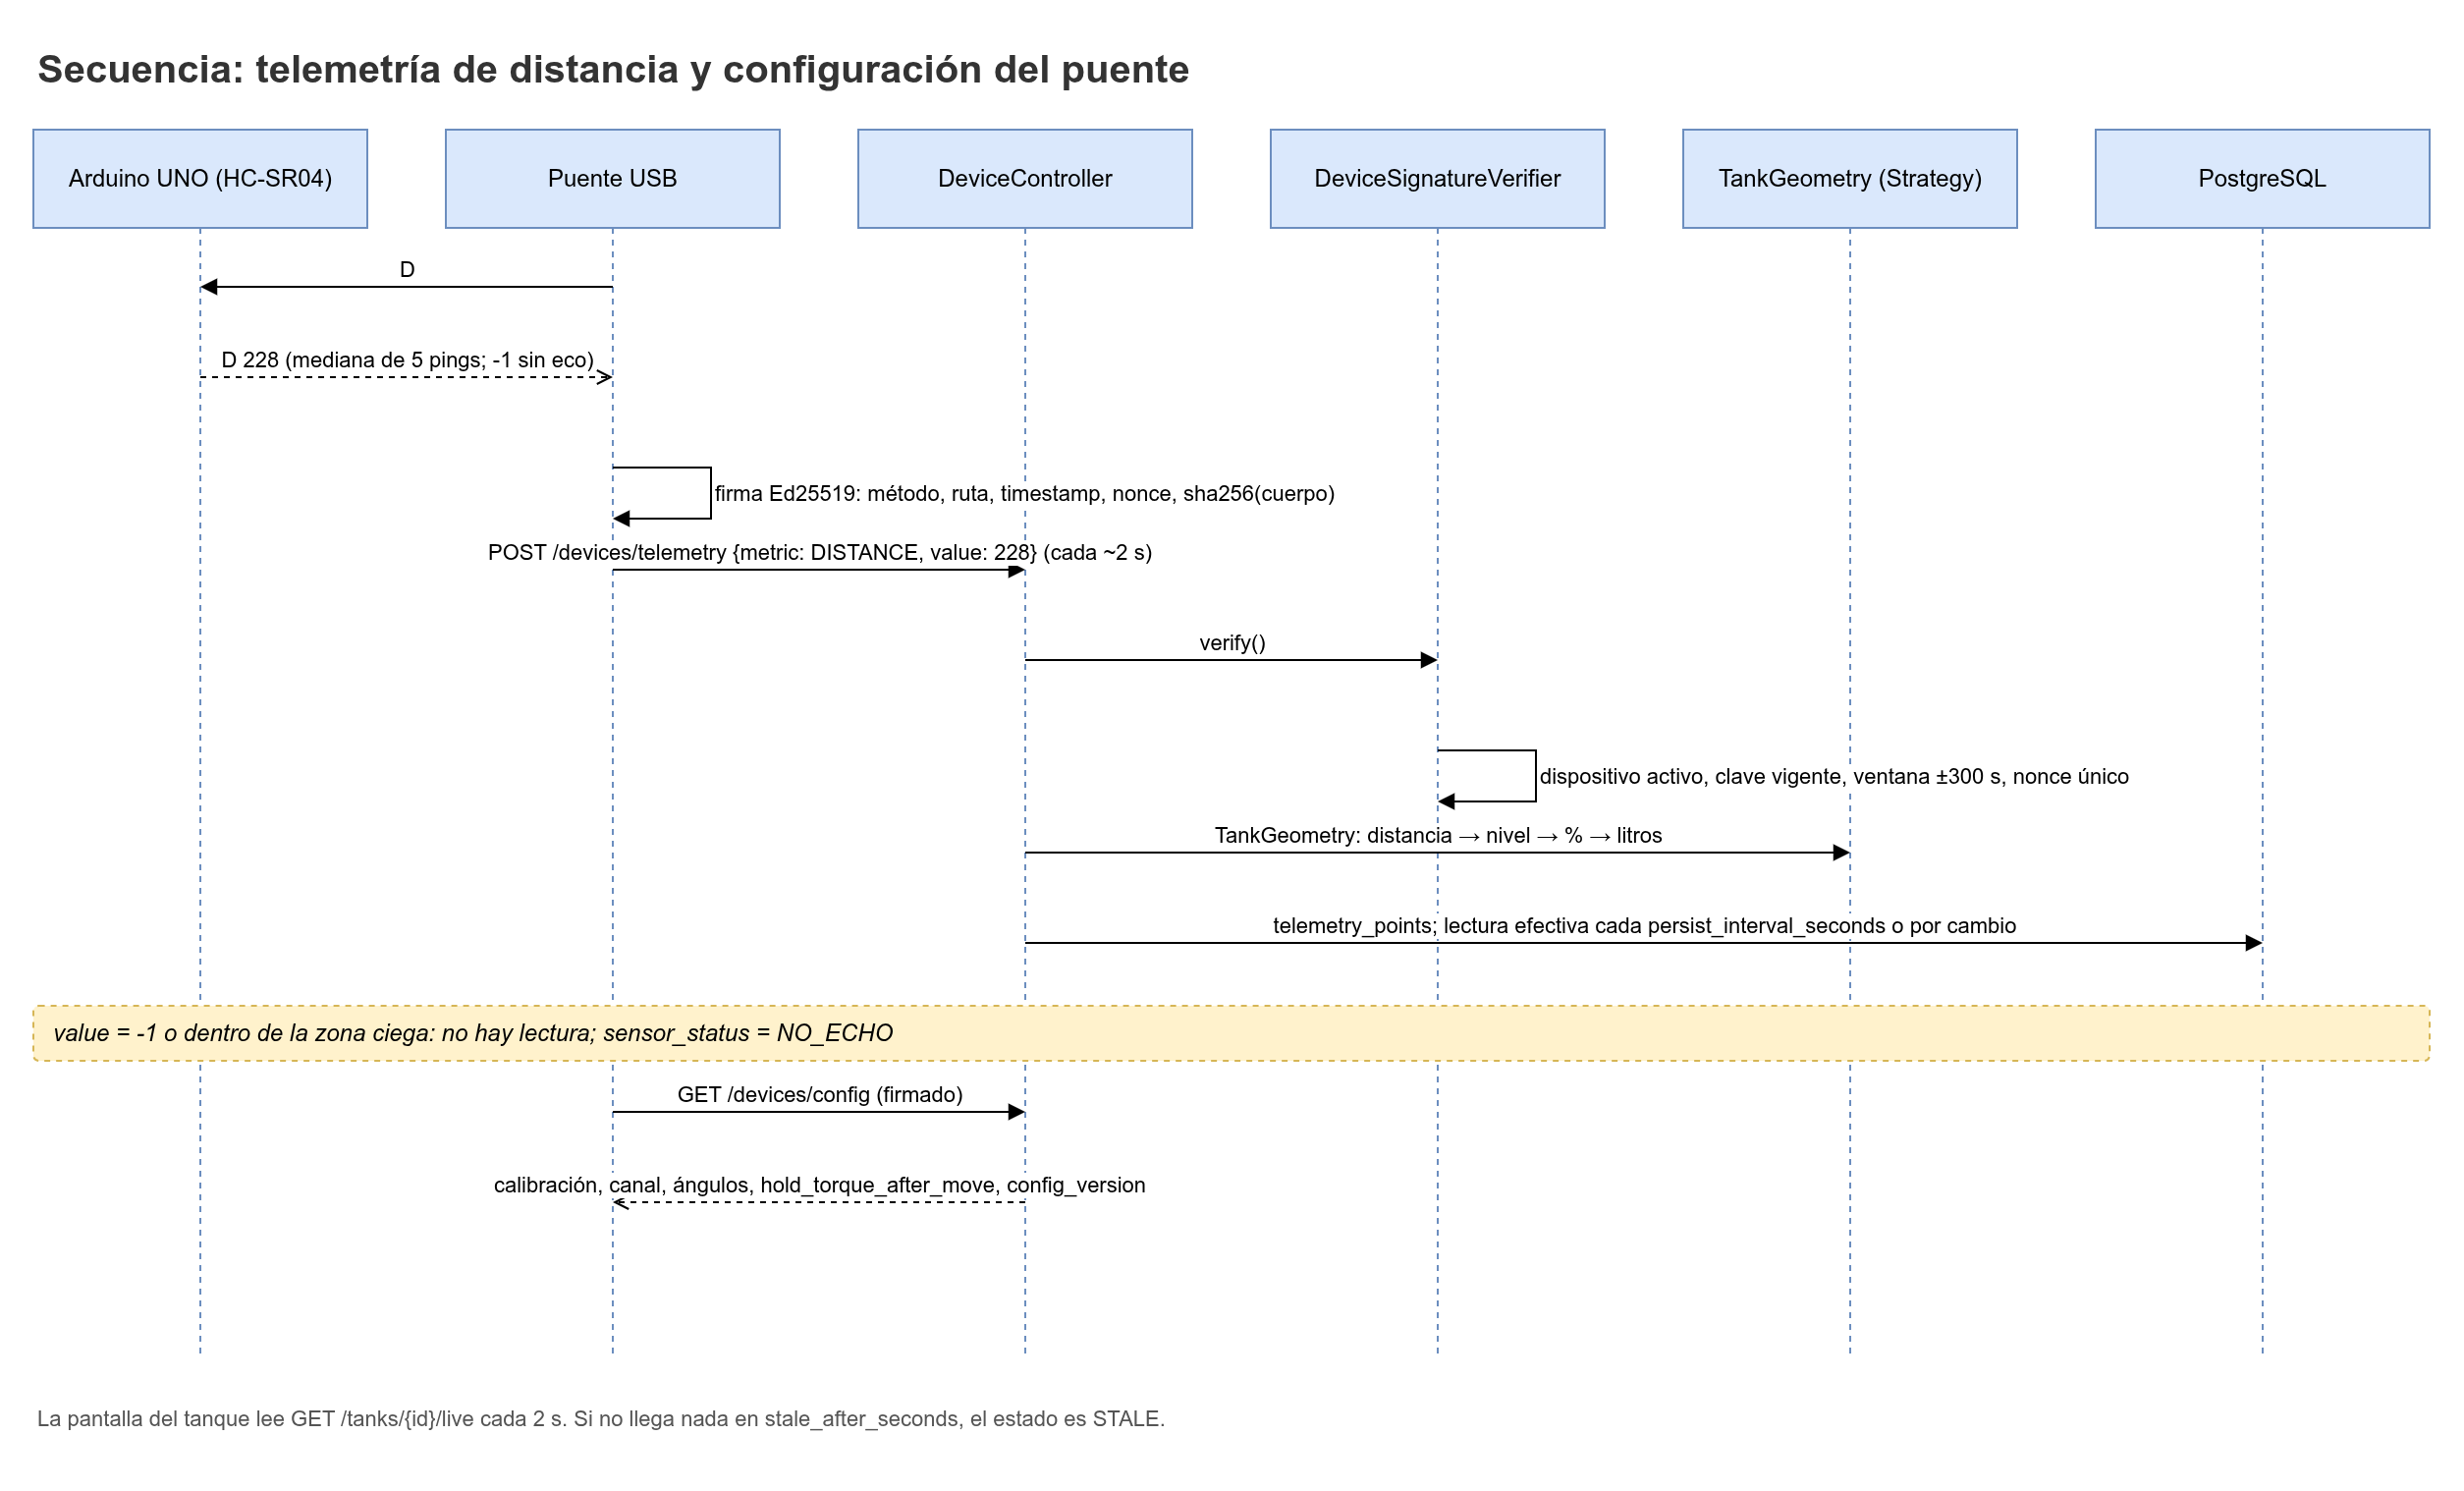 Secuencia: telemetría de distancia y configuración del puente
Arduino UNO (HC-SR04)
Puente USB
DeviceController
DeviceSignatureVerifier
TankGeometry (Strategy)
PostgreSQL
D
D 228 (mediana de 5 pings; -1 sin eco)
firma Ed25519: método, ruta, timestamp, nonce, sha256(cuerpo)
POST /devices/telemetry {metric: DISTANCE, value: 228} (cada ~2 s)
verify()
dispositivo activo, clave vigente, ventana ±300 s, nonce único
TankGeometry: distancia → nivel → % → litros
telemetry_points; lectura efectiva cada persist_interval_seconds o por cambio
value = -1 o dentro de la zona ciega: no hay lectura; sensor_status = NO_ECHO
GET /devices/config (firmado)
calibración, canal, ángulos, hold_torque_after_move, config_version
La pantalla del tanque lee GET /tanks/{id}/live cada 2 s. Si no llega nada en stale_after_seconds, el estado es STALE.